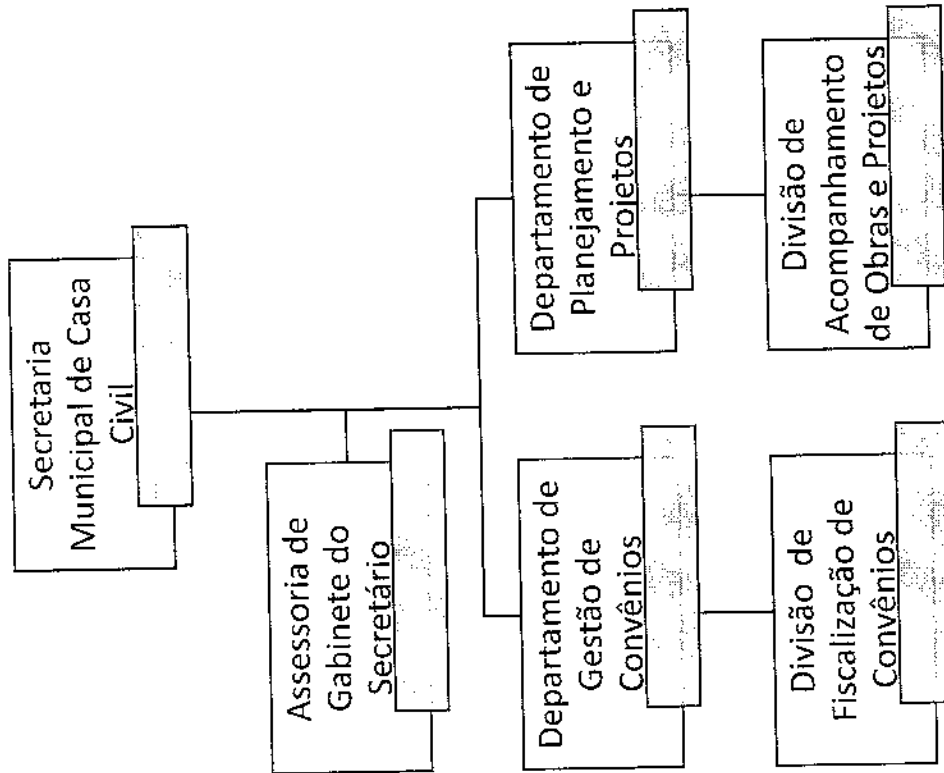 Secretaria
Municipal de Casa
Civil
Assessoria de
Gabinete do
Secretário
Departamento de
Gestão de
Convênios
Departamento de
Planejamento e
Projetos
Divisão de
Fiscalização de
Convênios
Divisão de
Acompanhamento
de Obras e Projetos